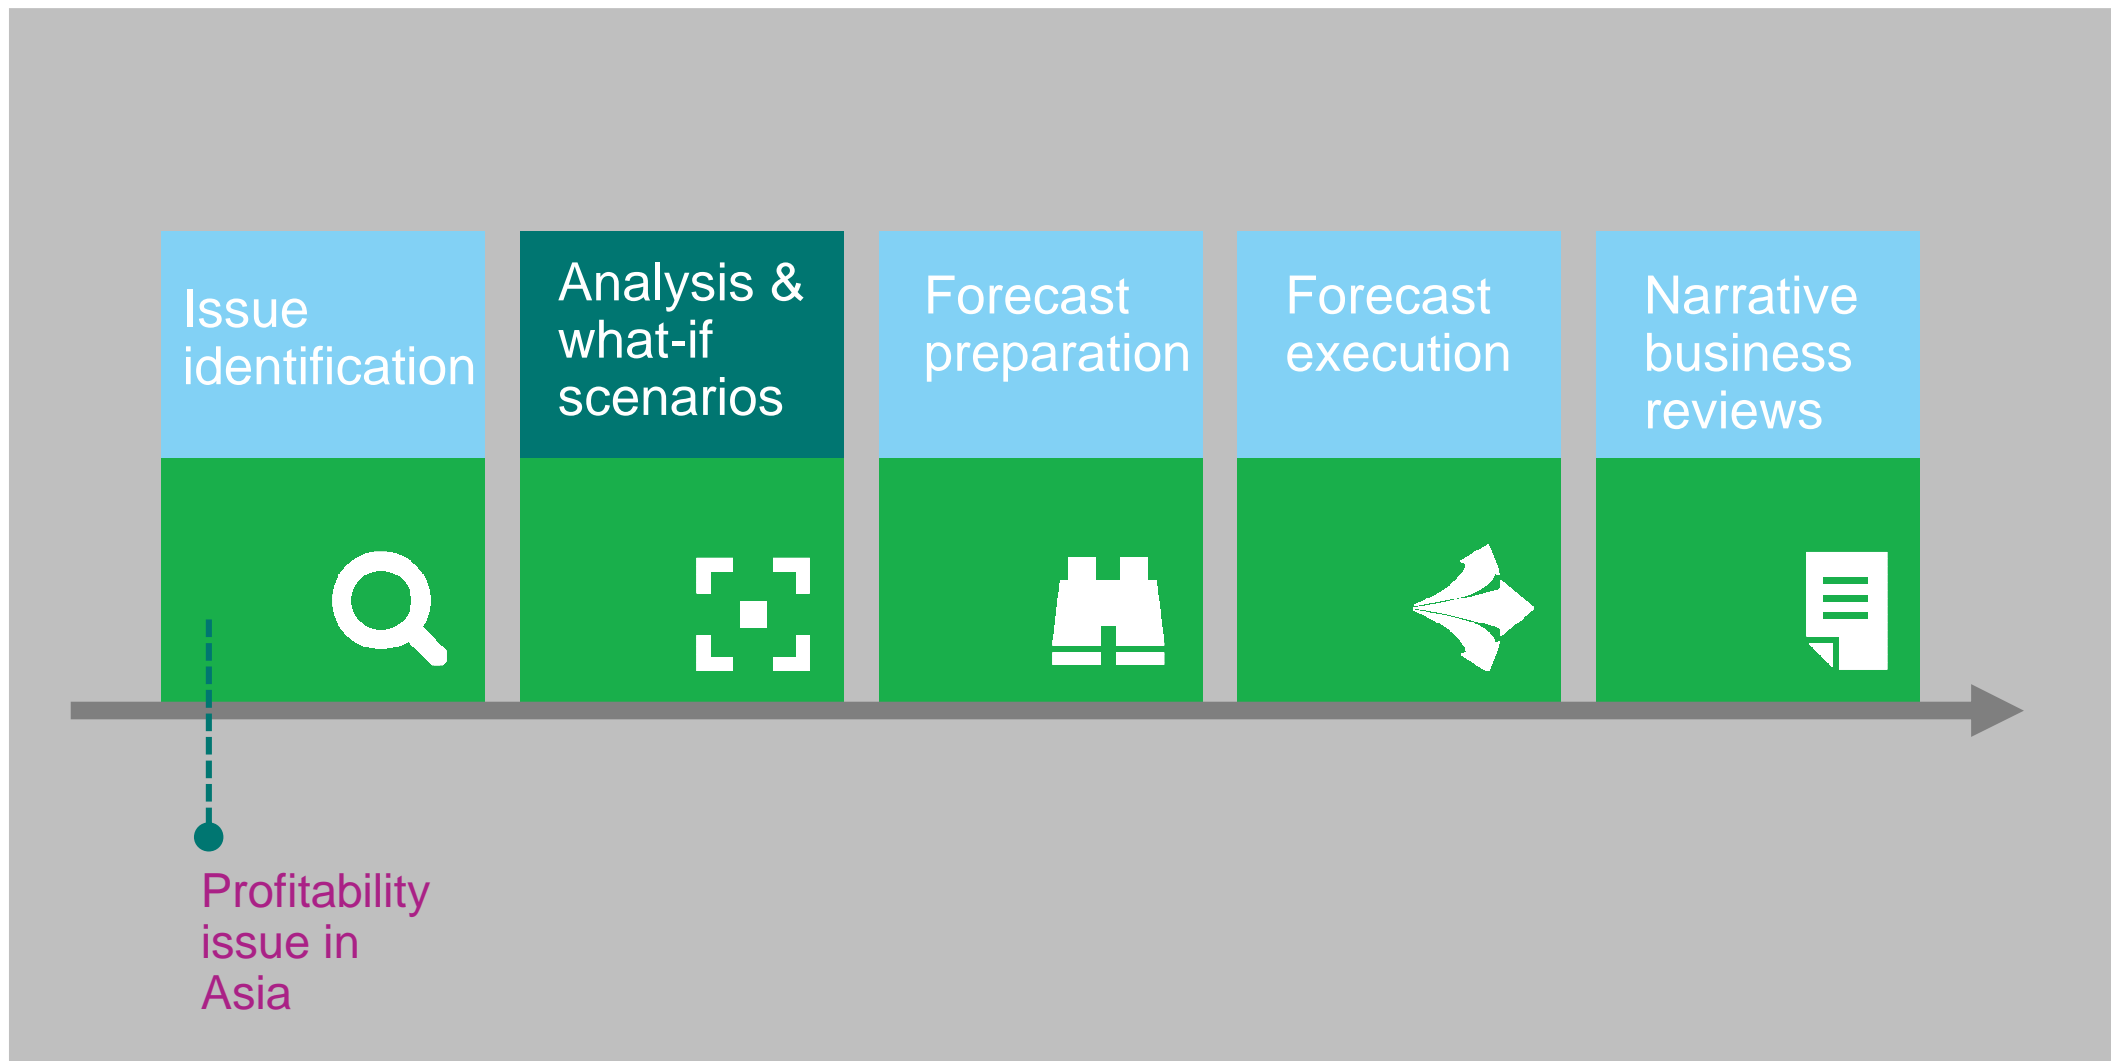 Issue
identification
Analysis &
what-if
scenarios
Forecast
preparation
Forecast
execution
Narrative
business
reviews
Profitability
issue in
Asia